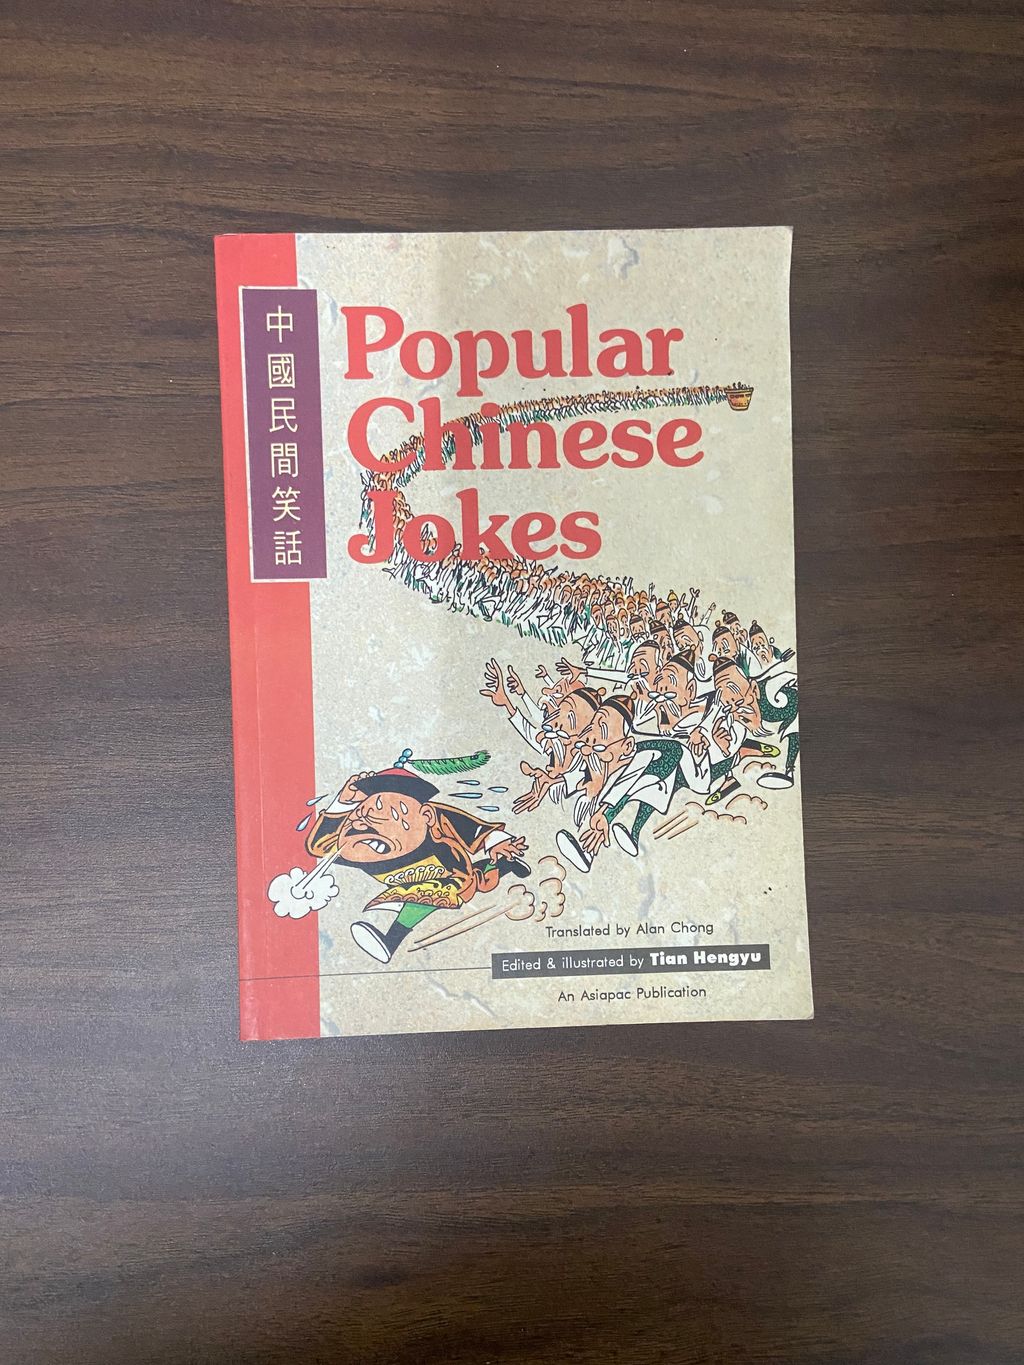 中國民間笑話
Popular
Chinese
Jokes
Translated by Alan Chong
Edited & illustrated by Tian Hengyu
An Asiapac Publication